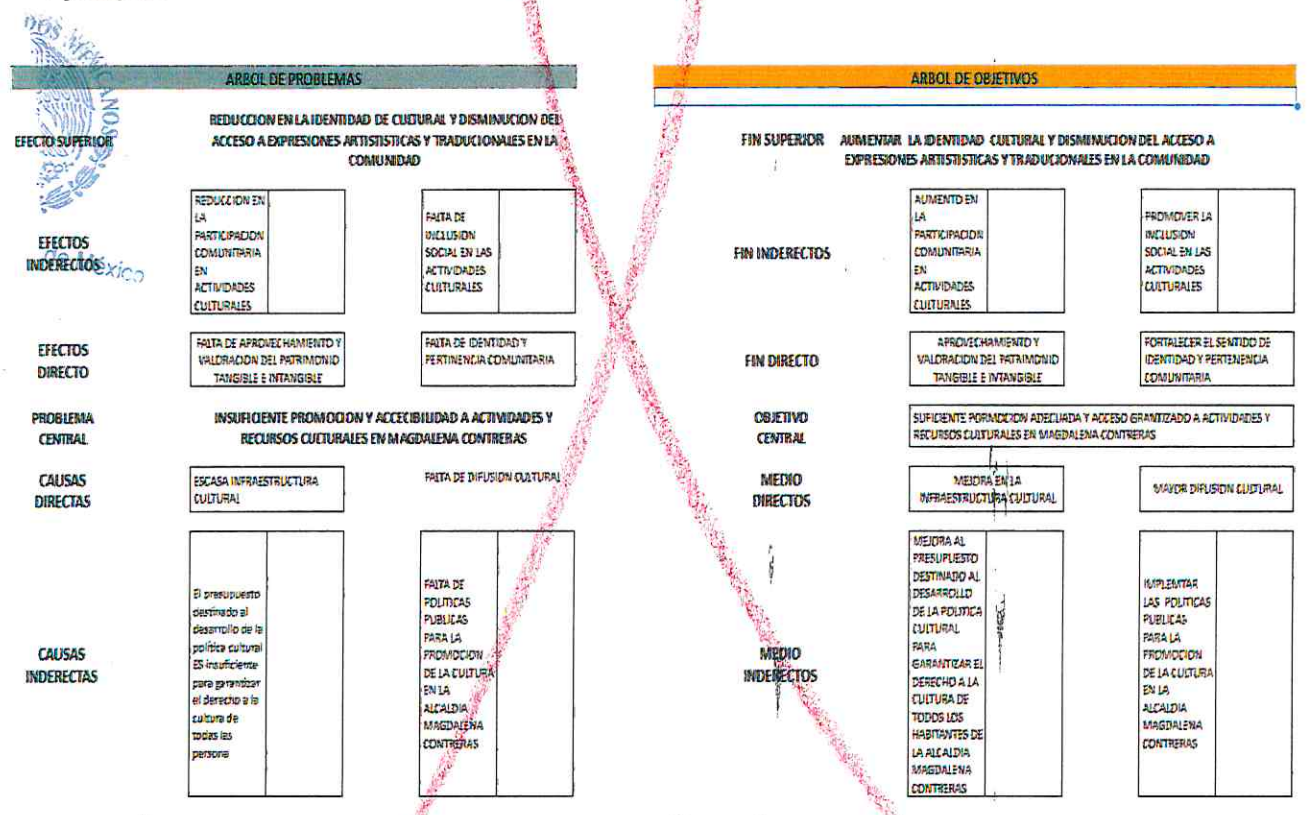 ARBOL DE PROBLEMAS
EFECTO SUPERIOR
REDUCCION EN LA IDENTIDAD DE CULTURAL Y DISMINUCION DEL
ACCESO A EXPRESIONES ARTISTISTICAS Y TRADUCIONALES EN LA
COMUNIDAD
EFECTOS
INDERECTOS
REDUCCION EN
LA
PARTICIPACION
COMUNITARIA
EN
ACTIVIDADES
CULTURALES
FALTA DE
INCLUSION
SOCIAL EN LAS
ACTIVIDADES
CULTURALES
de México
EFECTOS
DIRECTO
FALTA DE APROVECHAMIENTO Y
VALORACION DEL PATRIMONIO
TANGIBLE E INTANGIBLE
FALTA DE IDENTIDAD Y
PERTINENCIA COMUNITARIA
PROBLEMA
CENTRAL
INSUFICIENTE PROMOCION Y ACCECIBILIDAD A ACTIVIDADES Y
RECURSOS CULTURALES EN MAGDALENA CONTRERAS
CAUSAS
DIRECTAS
ESCASA INFRAESTRUCTURA
CULTURAL
FALTA DE DIFUSION CULTURAL
CAUSAS
INDERECTAS
El presupuesto
destinado al
desarrollo de la
política cultural
ES insuficiente
para garantizar
el derecho a la
cultura de
todas las
persona
FALTA DE
POLITICAS
PUBLICAS
PARA LA
PROMOCION
DE LA CULTURA
EN LA
ALCALDIA
MAGDALENA
CONTRERAS
ARBOL DE OBJETIVOS
FIN SUPERIOR
AUMENTAR LA IDENTIDAD CULTURAL Y DISMINUCION DEL ACCESO A
EXPRESIONES ARTISTISTICAS Y TRADUCIONALES EN LA COMUNIDAD
FIN INDERECTOS
AUMENTO EN
LA
PARTICIPACION
COMUNITARIA
EN
ACTIVIDADES
CULTURALES
PROMOVER LA
INCLUSION
SOCIAL EN LAS
ACTIVIDADES
CULTURALES
FIN DIRECTO
APROVECHAMIENTO Y
VALORACION DEL PATRIMONIO
TANGIBLE E INTANGIBLE
FORTALECER EL SENTIDO DE
IDENTIDAD Y PERTENENCIA
COMUNITARIA
OBJETIVO
CENTRAL
SUFICIENTE PORMOCION ADECUADA Y ACCESO GRANTIZADO A ACTIVIDADES Y
RECURSOS CULTURALES EN MAGDALENA CONTRERAS
MEDIO
DIRECTOS
MEJORA EN LA
INFRAESTRUCTURA CULTURAL
MAYOR DIFUSION CULTURAL
MEDIO
INDERECTOS
MEJORA AL
PRESUPUESTO
DESTINADO AL
DESARROLLO
DE LA POLITICA
CULTURAL
PARA
GARANTIZAR EL
DERECHO A LA
CULTURA DE
TODOS LOS
HABITANTES DE
LA ALCALDIA
MAGDALENA
CONTRERAS
IMPLEMTAR
LAS POLITICAS
PUBLICAS
PARA LA
PROMOCION
DE LA CULTURA
EN LA
ALCALDIA
MAGDALENA
CONTRERAS